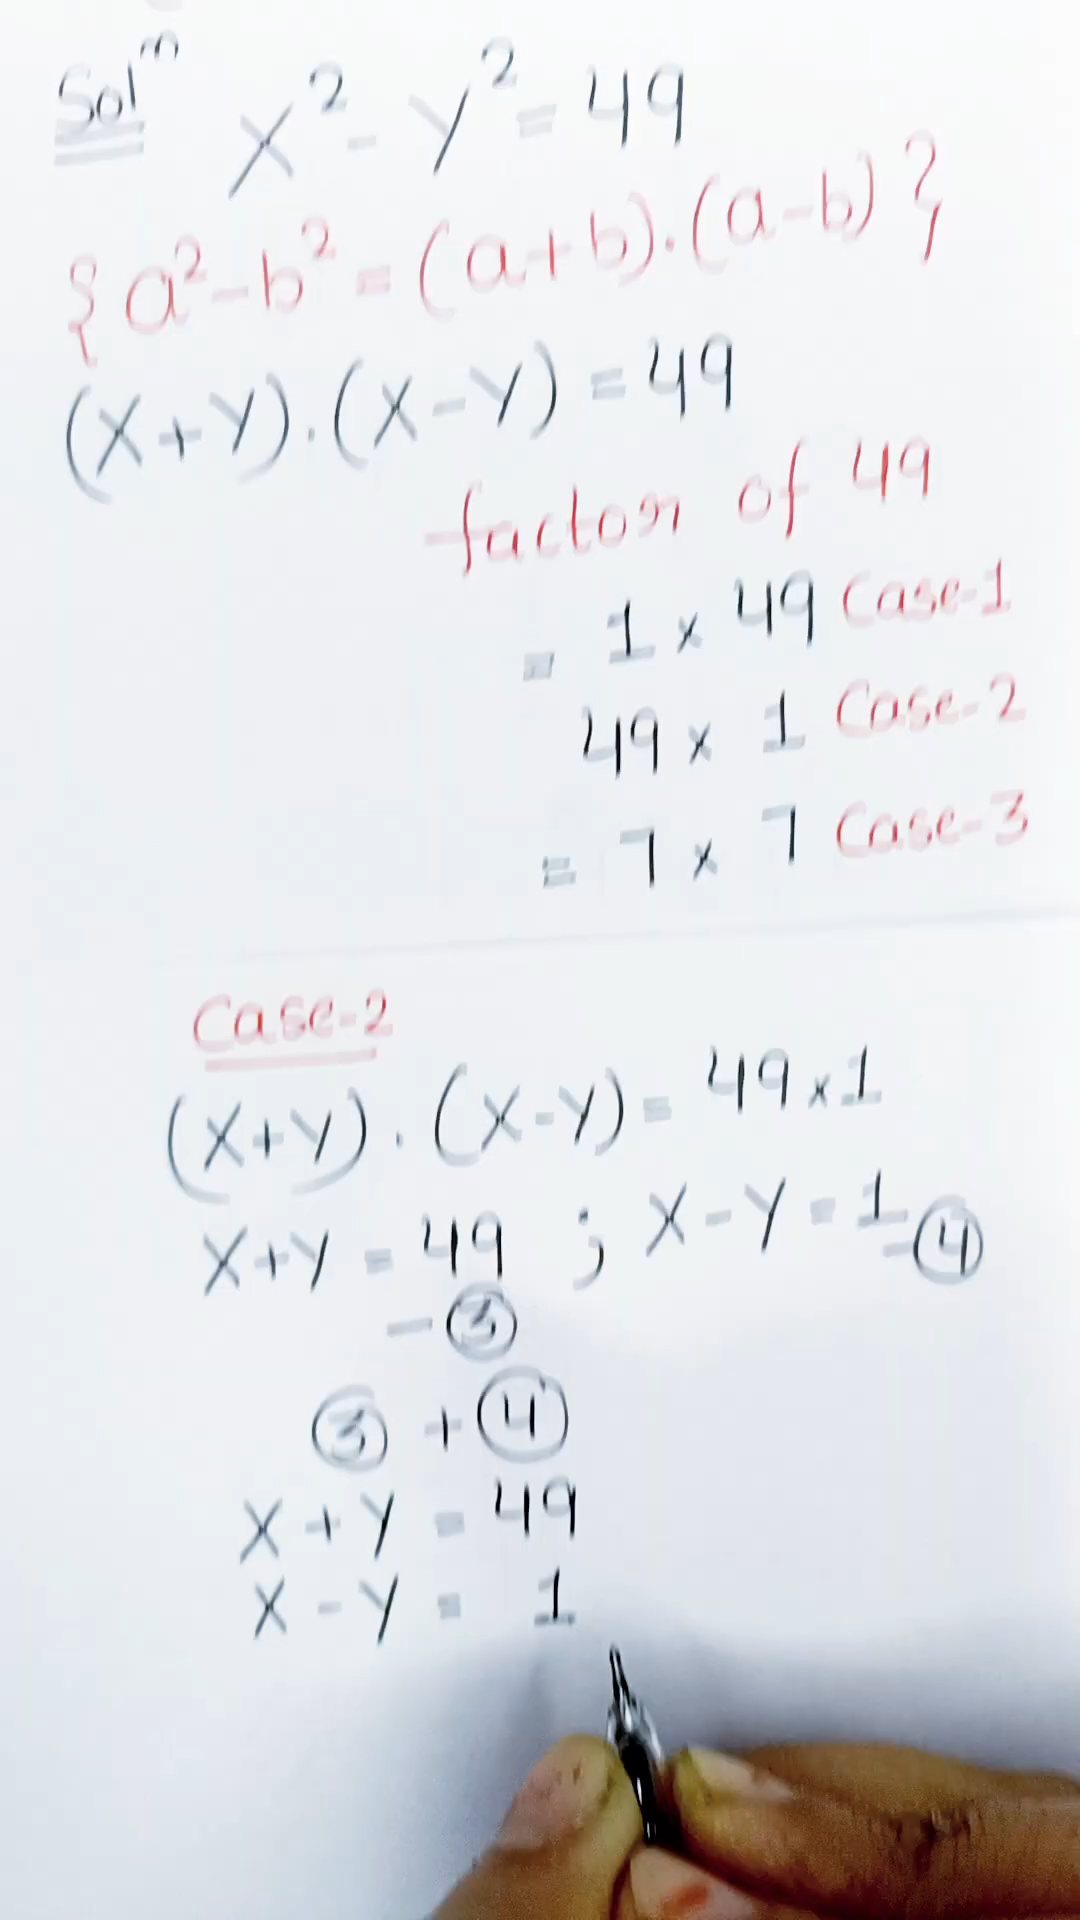 Solⁿ X² - Y² = 49
{a² - b² = (a+b).(a-b)}
(X+Y).(X-Y) = 49
factor of 49
= 1 × 49 Case-1
49 × 1 Case-2
= 7 × 7 Case-3
Case-2
(X+Y).(X-Y) = 49×1
X+Y = 49 ; X-Y = 1 -④
-③
③ + ④
X + Y = 49
X - Y = 1